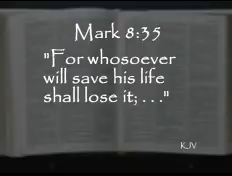 Mark 8:35
"For whosoever
will save his life
shall lose it; . . ."
KJV